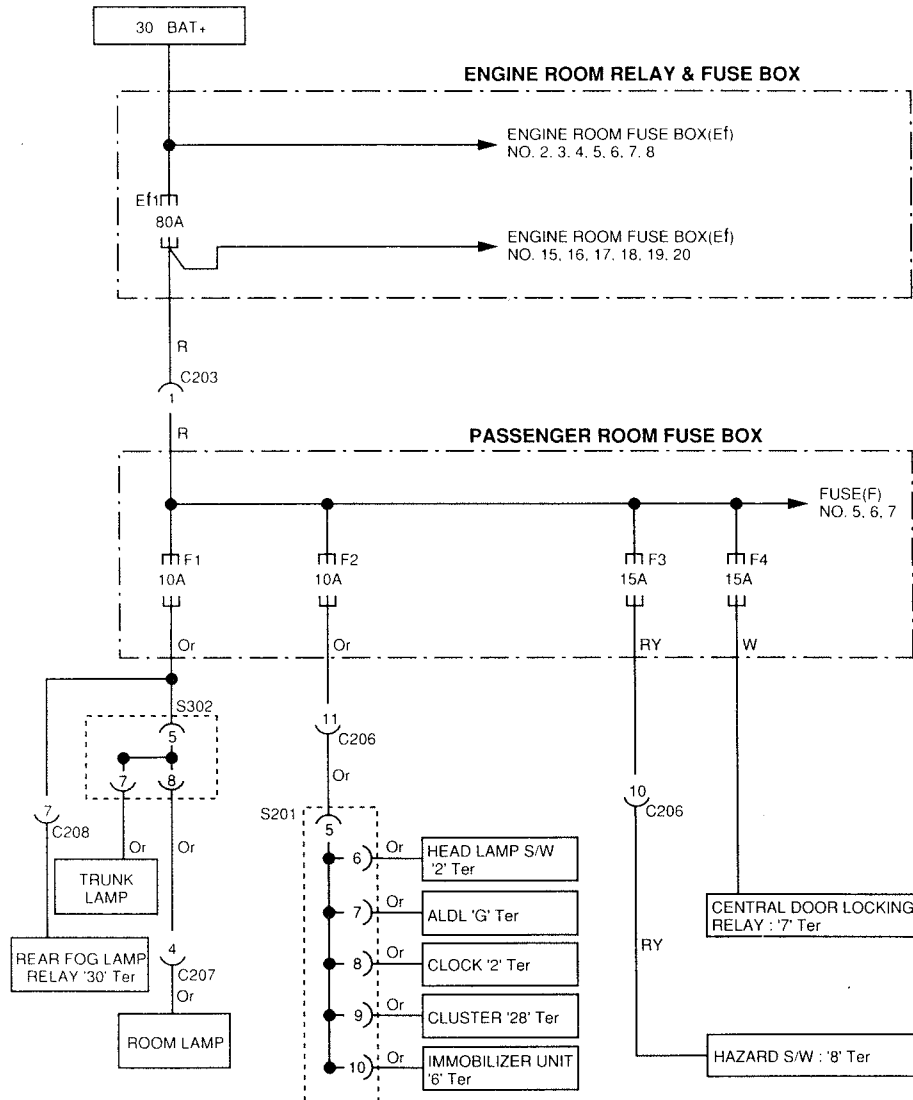 30 BAT+
ENGINE ROOM RELAY & FUSE BOX
ENGINE ROOM FUSE BOX(Ef)
NO. 2, 3, 4, 5, 6, 7, 8
Ef1
80A
ENGINE ROOM FUSE BOX(Ef)
NO. 15, 16, 17, 18, 19, 20
R
C203
1
R
PASSENGER ROOM FUSE BOX
FUSE(F)
NO. 5, 6, 7
F1
10A
F2
10A
F3
15A
F4
15A
Or
Or
RY
W
S302
5
7
8
11
C206
Or
7
C208
Or
Or
10
C206
S201
5
TRUNK
LAMP
6
Or
HEAD LAMP S/W
'2' Ter
7
Or
ALDL 'G' Ter
CENTRAL DOOR LOCKING
RELAY : '7' Ter
REAR FOG LAMP
RELAY '30' Ter
4
C207
Or
8
Or
CLOCK '2' Ter
RY
ROOM LAMP
9
Or
CLUSTER '28' Ter
10
Or
IMMOBILIZER UNIT
'6' Ter
HAZARD S/W : '8' Ter